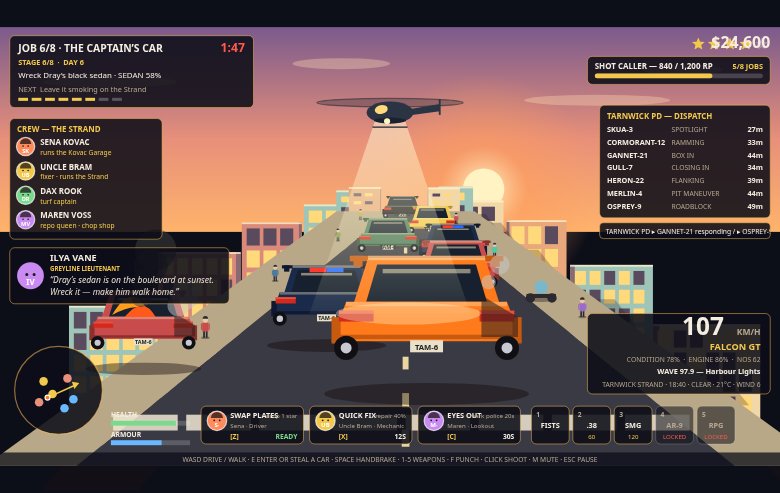 JOB 6/8 · THE CAPTAIN'S CAR 1:47
STAGE 6/8 · DAY 6
Wreck Dray's black sedan · SEDAN 58%
NEXT Leave it smoking on the Strand
$24,600
SHOT CALLER — 840 / 1,200 RP 5/8 JOBS
CREW — THE STRAND
SENA KOVAC
runs the Kovac Garage
UNCLE BRAM
fixer · runs the Strand
DAX ROOK
turf captain
MAREN VOSS
repo queen · chop shop
TARNWICK PD — DISPATCH
SKUA-3 SPOTLIGHT 27m
CORMORANT-12 RAMMING 33m
GANNET-21 BOX IN 44m
GULL-7 CLOSING IN 34m
HERON-22 FLANKING 39m
MERLIN-4 PIT MANEUVER 44m
OSPREY-9 ROADBLOCK 49m
TARNWICK PD ▸ GANNET-21 responding / ▸ OSPREY-9
IV
ILYA VANE
GREYLINE LIEUTENANT
"Dray's sedan is on the boulevard at sunset.
Wreck it — make him walk home."
TAM-6
TAM-6
107 KM/H
FALCON GT
CONDITION 78% · ENGINE 86% · NOS 62
WAVE 97.9 — Harbour Lights
TARNWICK STRAND · 18:40 · CLEAR · 21°C · WIND 6
HEALTH
ARMOUR
SWAP PLATES 1 star
Sena · Driver
[Z] READY
QUICK FIX repair 40%
Uncle Bram · Mechanic
[X] 12S
EYES OUT police 20s
Maren · Lookout
[C] 30S
1 FISTS
2 .38 60
3 SMG 120
4 AR-9 LOCKED
5 RPG LOCKED
WASD DRIVE / WALK · E ENTER OR STEAL A CAR · SPACE HANDBRAKE · 1-5 WEAPONS · F PUNCH · CLICK SHOOT · M MUTE · ESC PAUSE